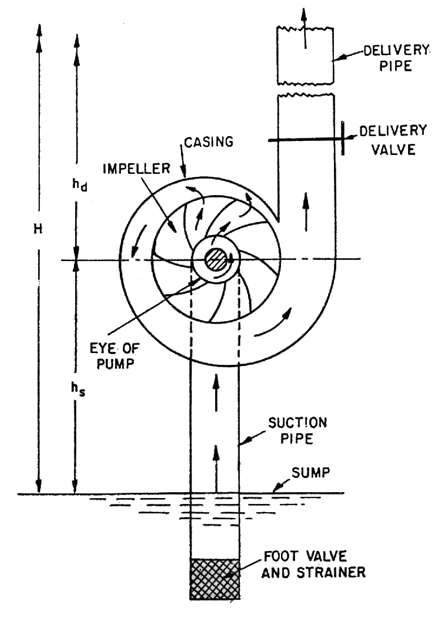 DELIVERY
PIPE
DELIVERY
VALVE
CASING
IMPELLER
hd
H
EYE OF
PUMP
hs
SUCTION
PIPE
SUMP
FOOT VALVE
AND STRAINER